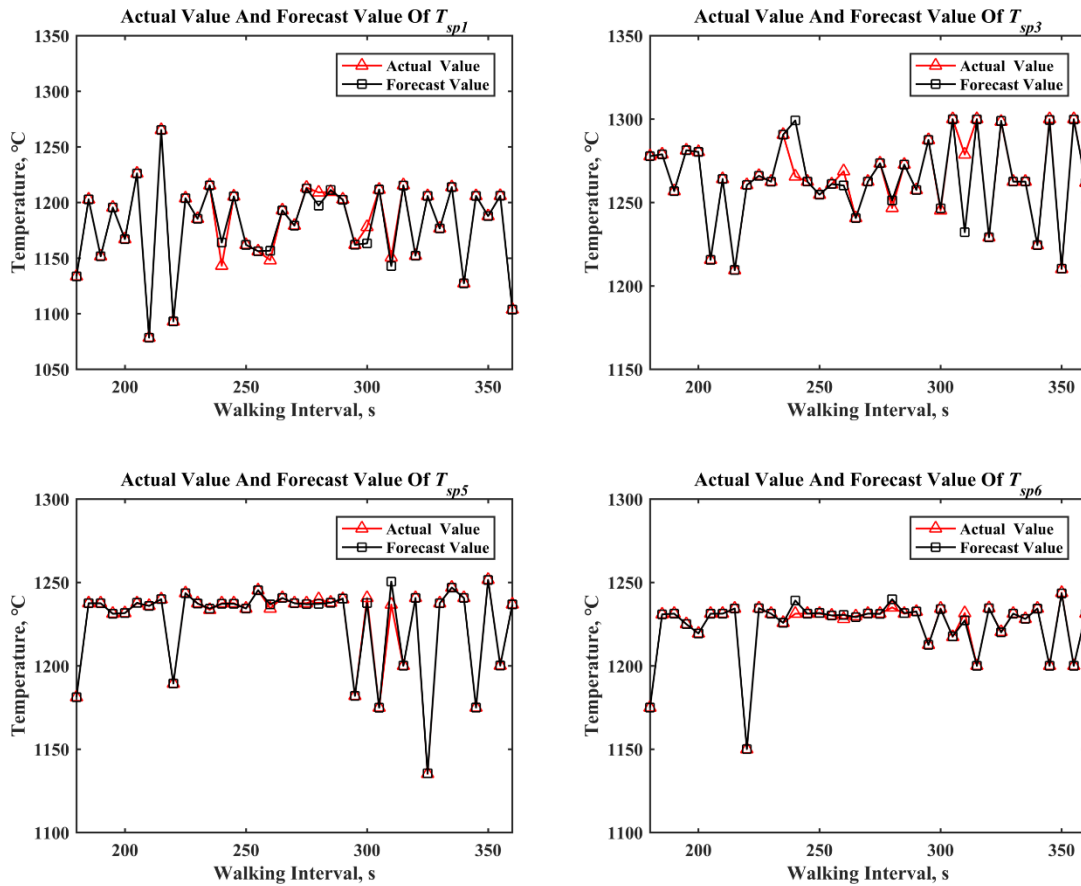 Actual Value And Forecast Value Of T sp1
1350
1300
1250
1200
1150
1100
1050
Temperature, °C
Actual Value
Forecast Value
200 250 300 350
Walking Interval, s
Actual Value And Forecast Value Of T sp3
1350
1300
1250
1200
1150
Temperature, °C
Actual Value
Forecast Value
200 250 300 350
Walking Interval, s
Actual Value And Forecast Value Of T sp5
1300
1250
1200
1150
1100
Temperature, °C
Actual Value
Forecast Value
200 250 300 350
Walking Interval, s
Actual Value And Forecast Value Of T sp6
1300
1250
1200
1150
1100
Temperature, °C
Actual Value
Forecast Value
200 250 300 350
Walking Interval, s